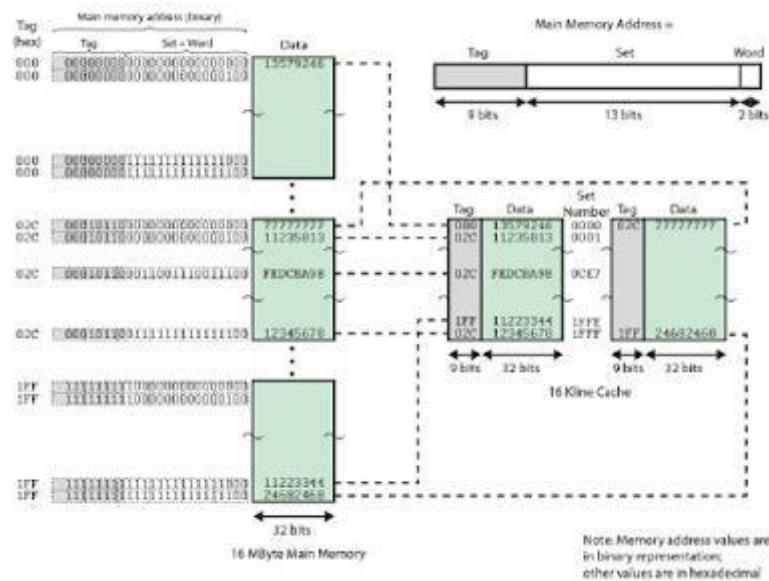 Main memory address (binary)
Tag
(hex)
Tag
Set + Word
Data
000
000
13579246
000
000
02C
02C
77777777
11235813
02C
FEDCBA98
02C
12345678
1FF
1FF
1FF
1FF
11223344
24682468
32 bits
16 MByte Main Memory
Main Memory Address =
Tag
Set
Word
9 bits
13 bits
2 bits
Tag
Data
Set
Number
Tag
Data
000
13579246
0000
02C
77777777
02C
11235813
0001
02C
FEDCBA98
0CE7
1FF
11223344
1FFE
02C
12345678
1FFF
1FF
24682468
9 bits
32 bits
9 bits
32 bits
16 Kline Cache
Note: Memory address values are
in binary representation;
other values are in hexadecimal